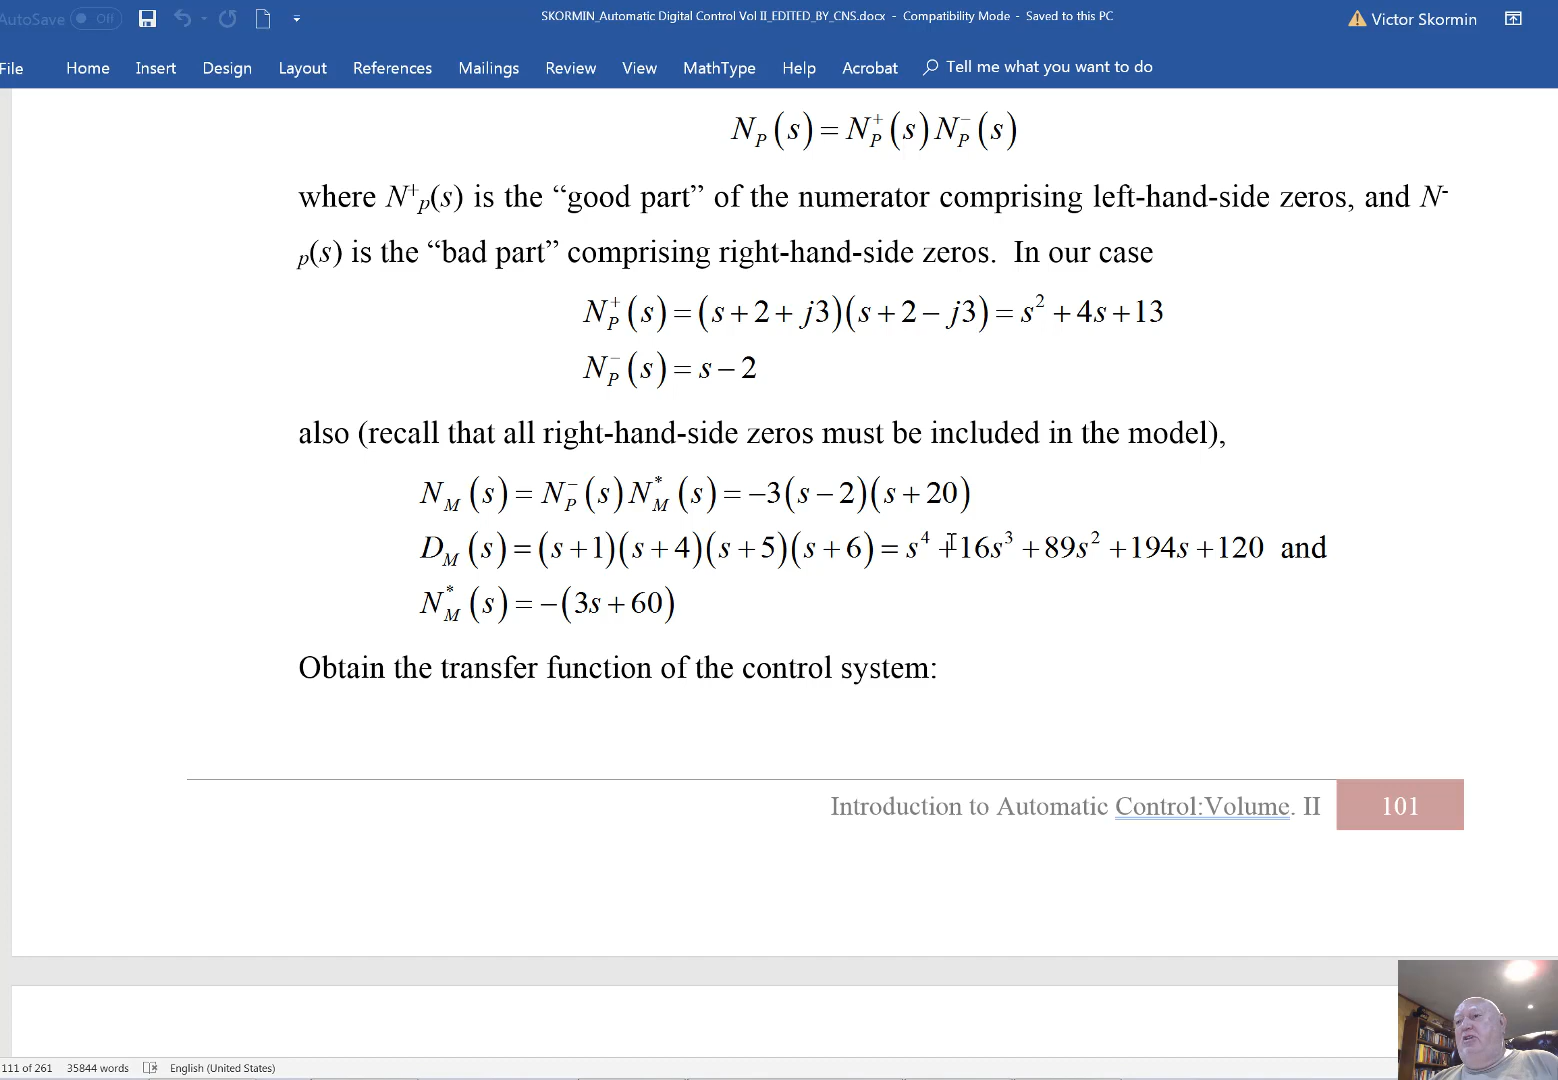 AutoSave Off SKORMIN_Automatic Digital Control Vol II_EDITED_BY_CNS.docx - Compatibility Mode - Saved to this PC Victor Skormin
File Home Insert Design Layout References Mailings Review View MathType Help Acrobat Tell me what you want to do
N_P(s) = N_P^+(s) N_P^-(s)
where N^+_p(s) is the “good part” of the numerator comprising left-hand-side zeros, and N^-
_p(s) is the “bad part” comprising right-hand-side zeros. In our case
N_P^+(s) = (s + 2 + j3)(s + 2 − j3) = s^2 + 4s + 13
N_P^-(s) = s − 2
also (recall that all right-hand-side zeros must be included in the model),
N_M(s) = N_P^-(s) N_M^*(s) = −3(s − 2)(s + 20)
D_M(s) = (s + 1)(s + 4)(s + 5)(s + 6) = s^4 + 16s^3 + 89s^2 + 194s + 120 and
N_M^*(s) = −(3s + 60)
Obtain the transfer function of the control system:
Introduction to Automatic Control:Volume. II 101
111 of 261 35844 words English (United States)